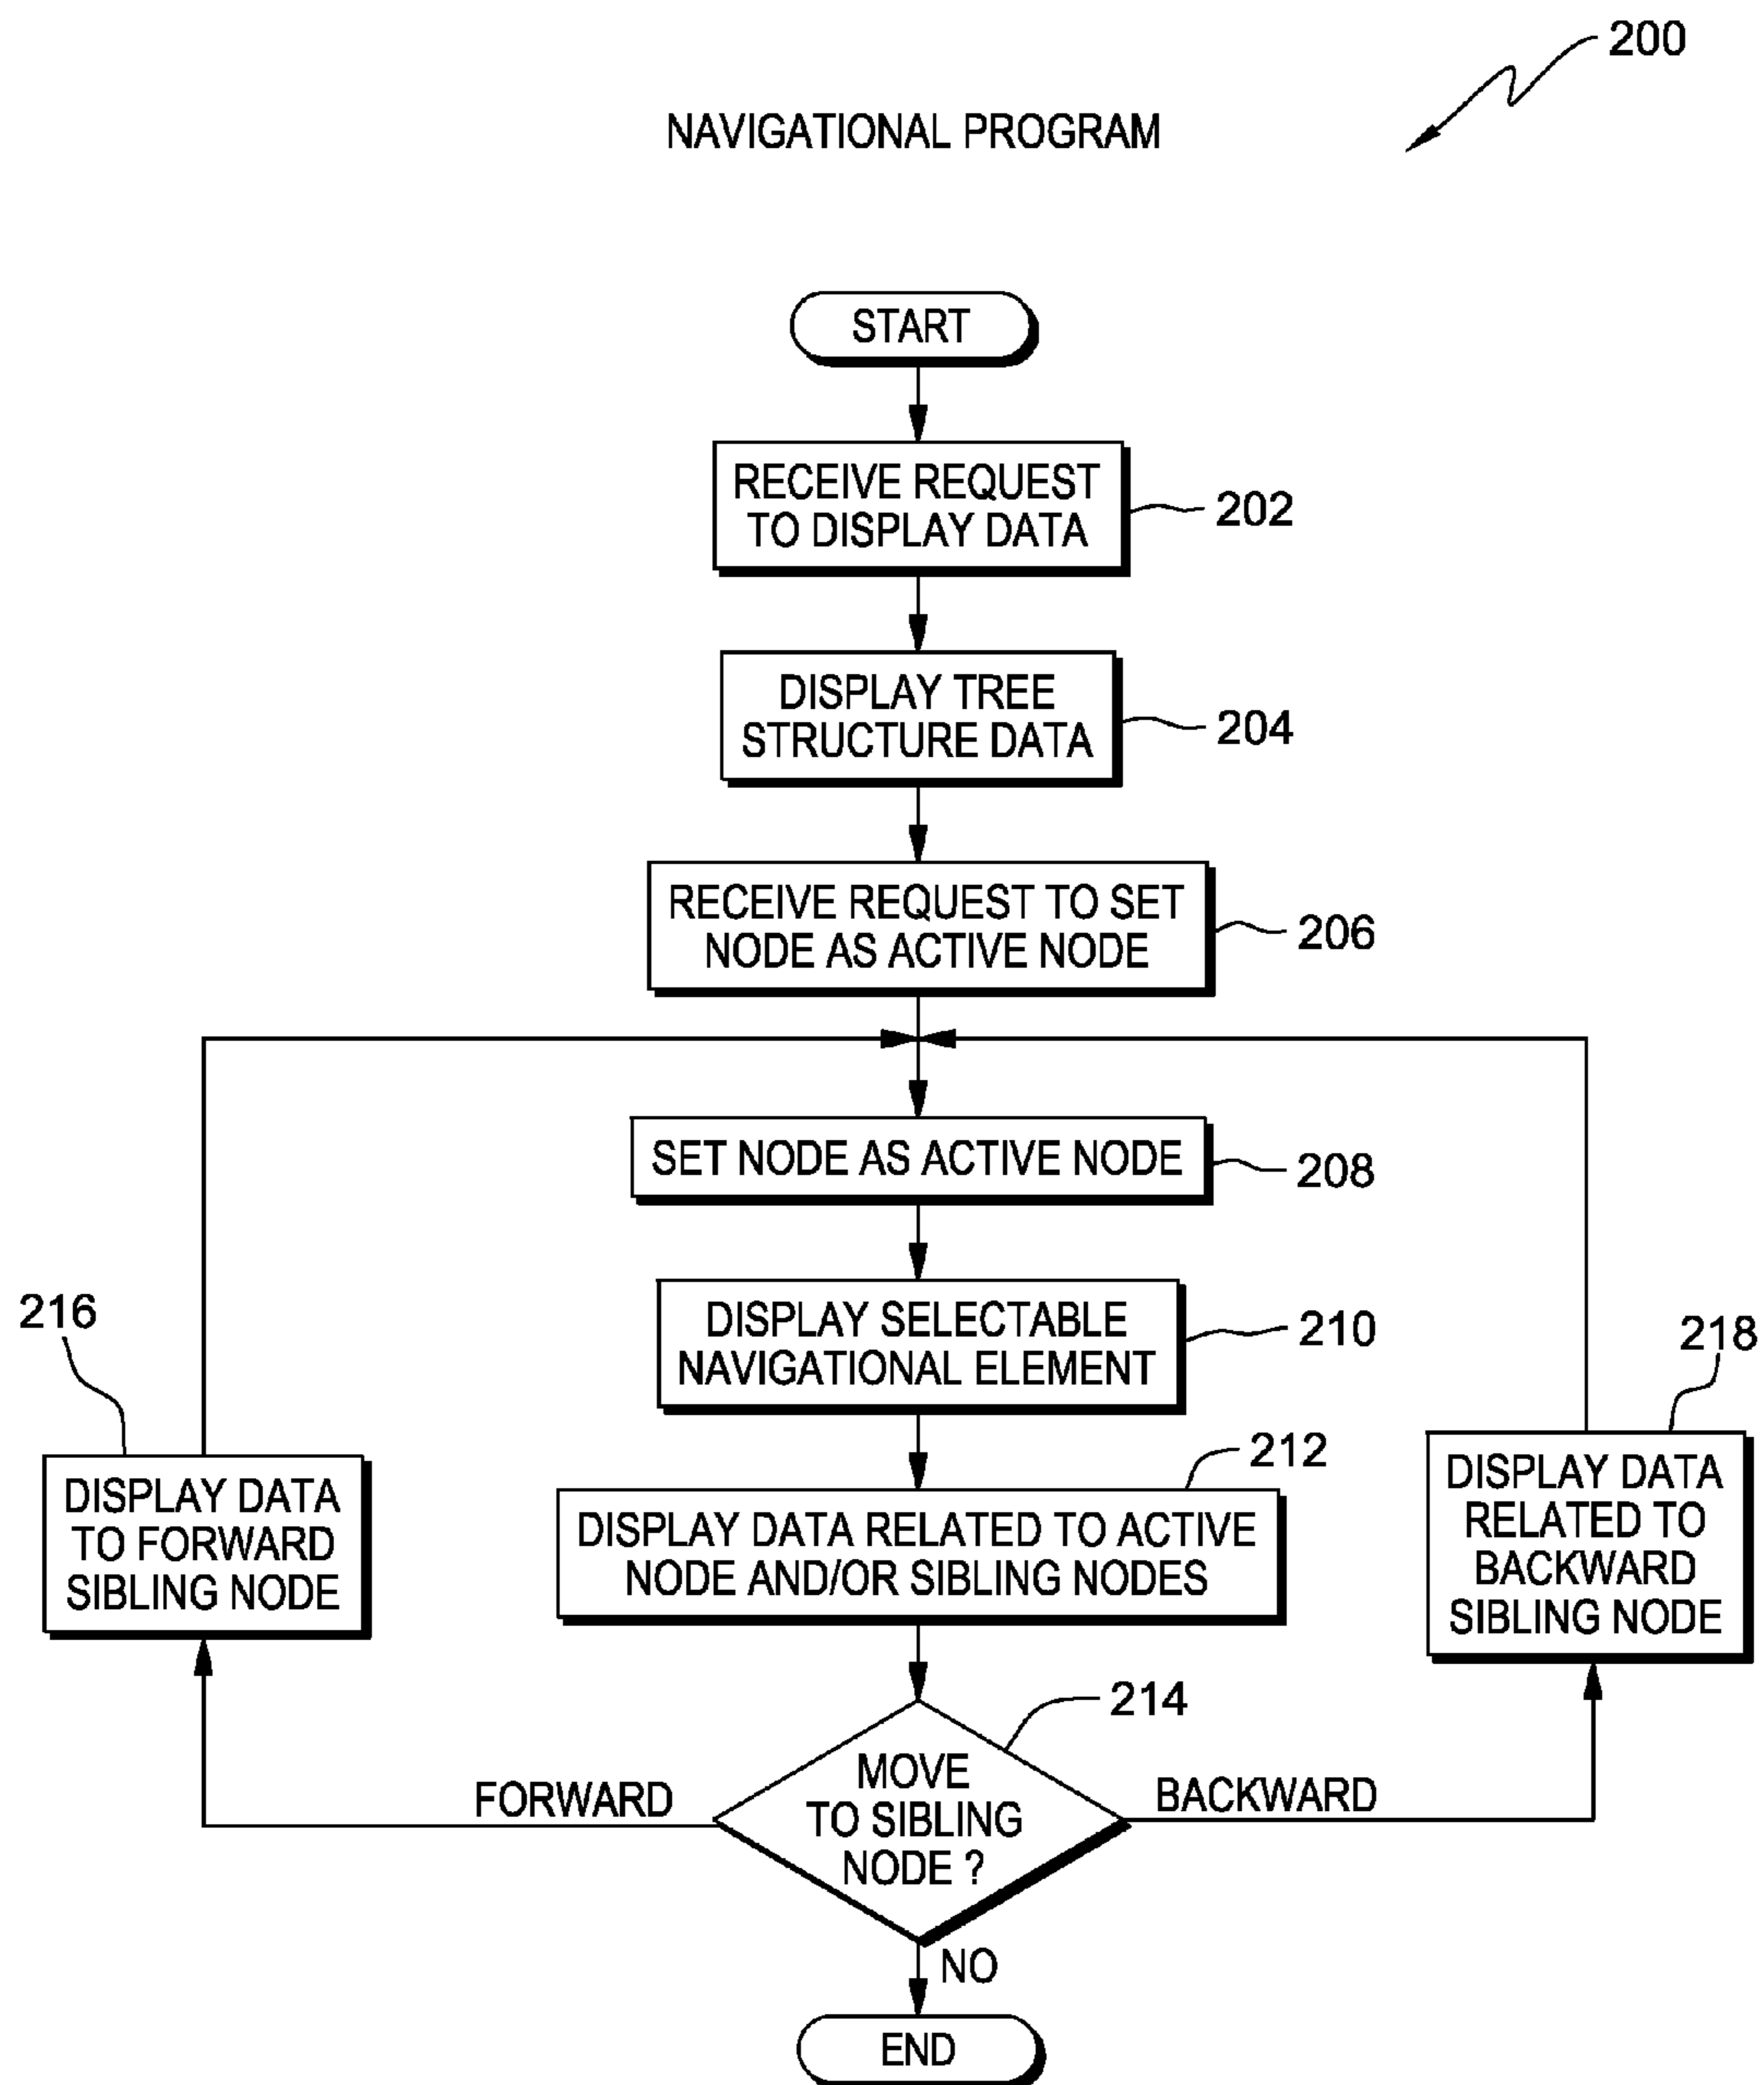 200
NAVIGATIONAL PROGRAM
START
RECEIVE REQUEST
TO DISPLAY DATA
202
DISPLAY TREE
STRUCTURE DATA
204
RECEIVE REQUEST TO SET
NODE AS ACTIVE NODE
206
SET NODE AS ACTIVE NODE
208
DISPLAY SELECTABLE
NAVIGATIONAL ELEMENT
210
216
DISPLAY DATA
TO FORWARD
SIBLING NODE
212
DISPLAY DATA RELATED TO ACTIVE
NODE AND/OR SIBLING NODES
218
DISPLAY DATA
RELATED TO
BACKWARD
SIBLING NODE
214
MOVE
TO SIBLING
NODE ?
FORWARD
BACKWARD
NO
END